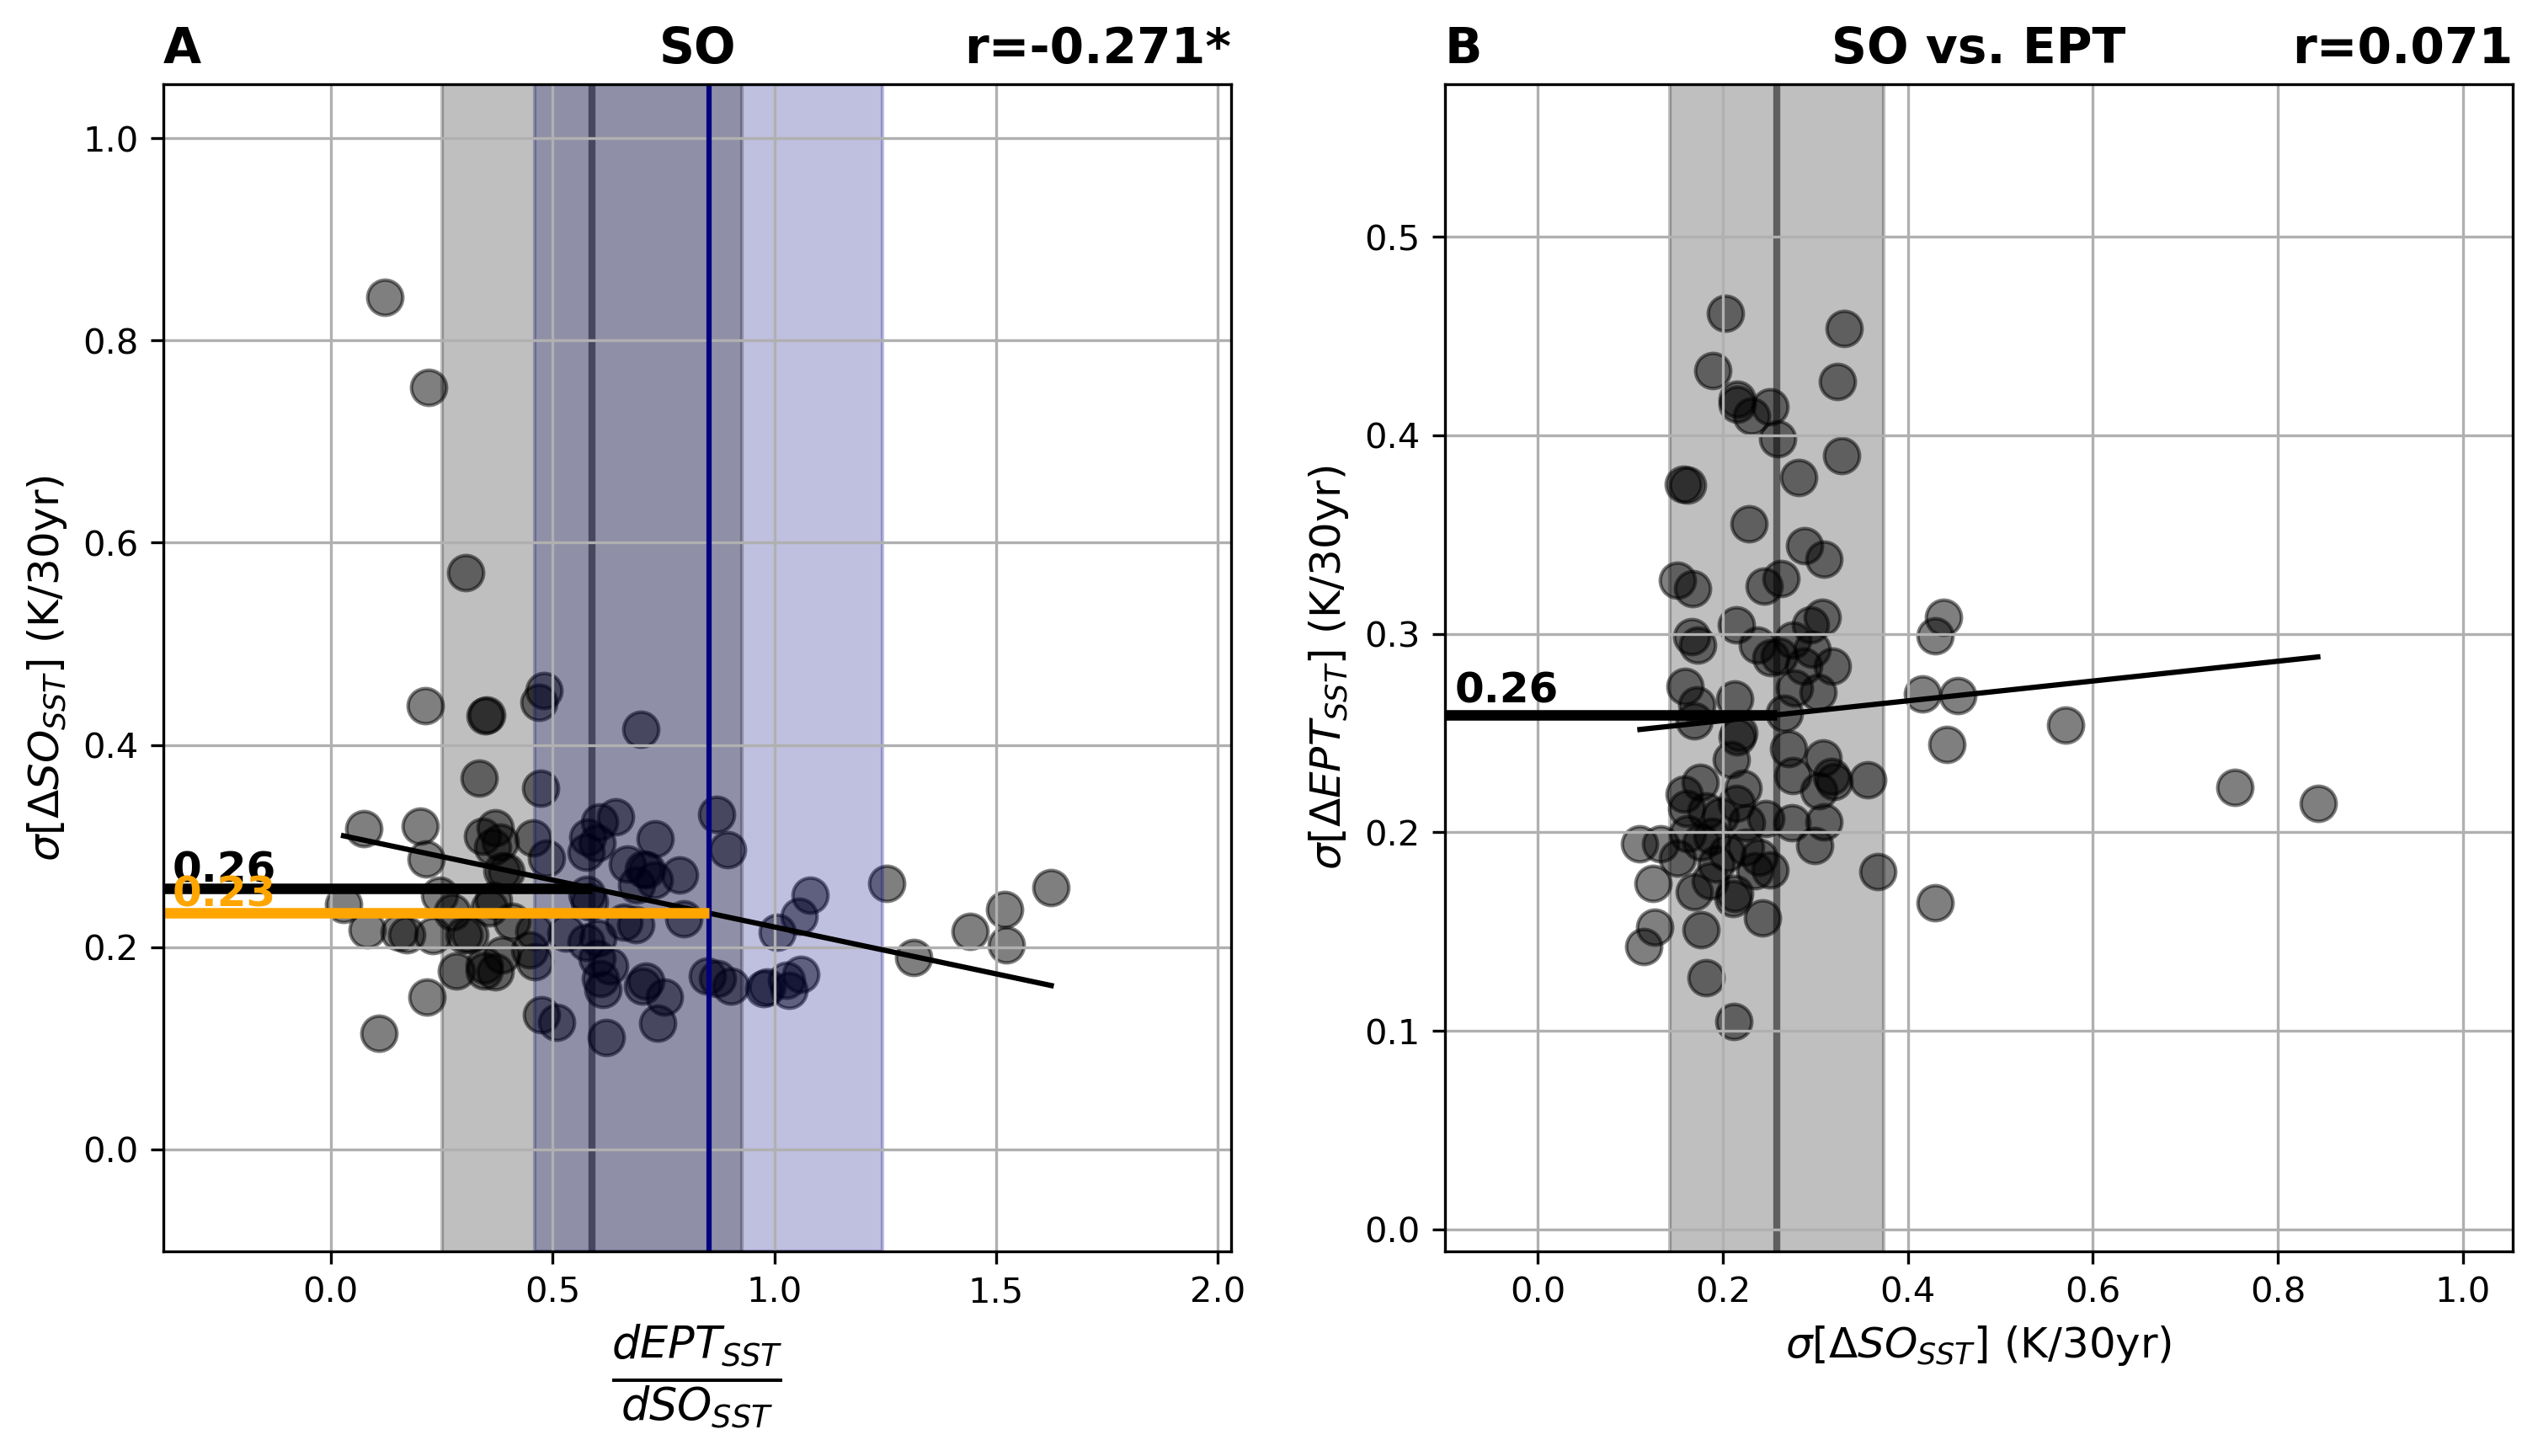 A SO r=-0.271*
1.0
0.8
0.6
0.4
0.2
0.0
σ[ΔSO_SST] (K/30yr)
0.26
0.23
0.0 0.5 1.0 1.5 2.0
dEPT_SST
dSO_SST
B SO vs. EPT r=0.071
0.5
0.4
0.3
0.2
0.1
0.0
σ[ΔEPT_SST] (K/30yr)
0.26
0.0 0.2 0.4 0.6 0.8 1.0
σ[ΔSO_SST] (K/30yr)